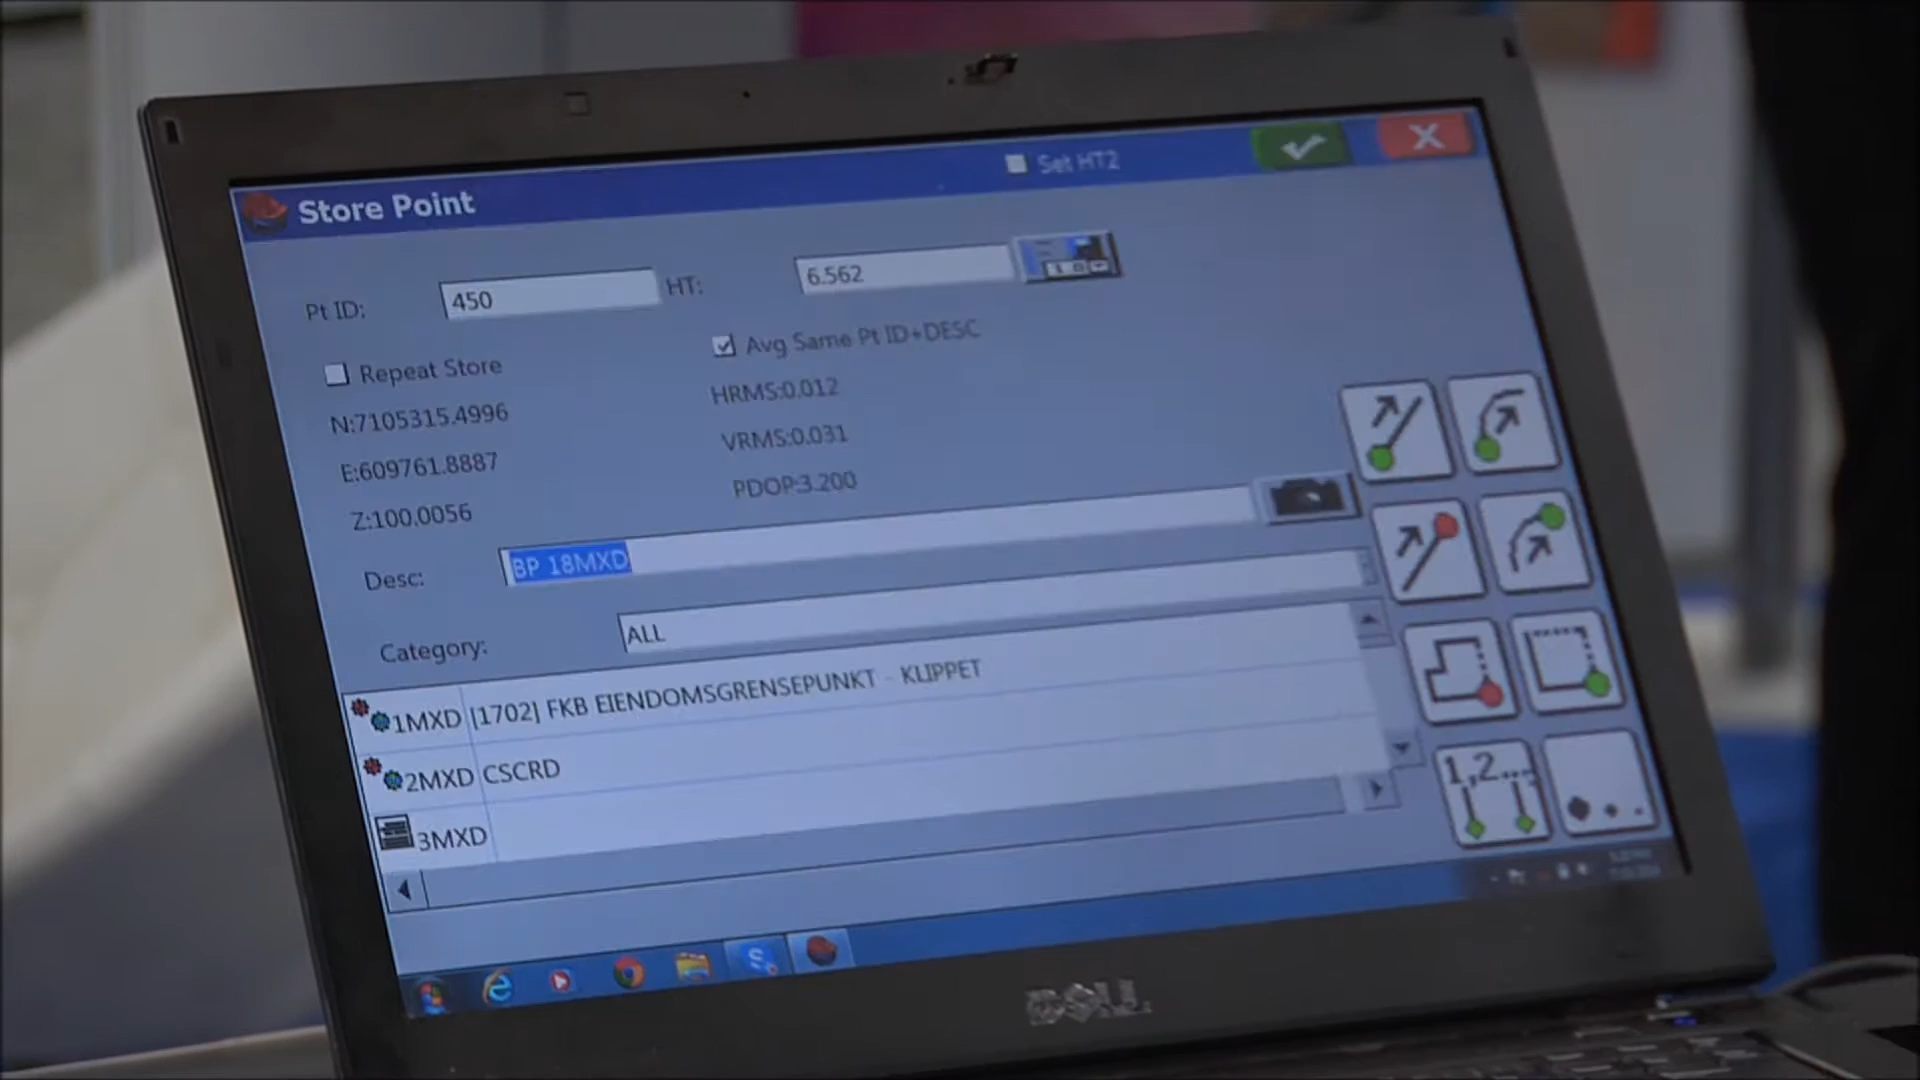 Store Point
Set HT2
Pt ID: 450 HT: 6.562
Repeat Store
Avg Same Pt ID+DESC
N:7105315.4996
HRMS:0.012
E:609761.8887
VRMS:0.031
Z:100.0056
PDOP:3.200
Desc: BP 18MXD
Category: ALL
1MXD [1702] FKB EIENDOMSGRENSEPUNKT - KLIPPET
2MXD CSCRD
3MXD
1,2...
DELL